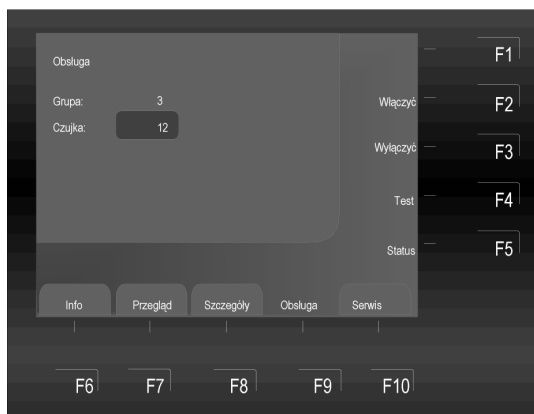 Obsługa
Grupa: 3
Czujka: 12
Włączyć
Wyłączyć
Test
Status
F1
F2
F3
F4
F5
Info Przegląd Szczegóły Obsługa Serwis
F6 F7 F8 F9 F10